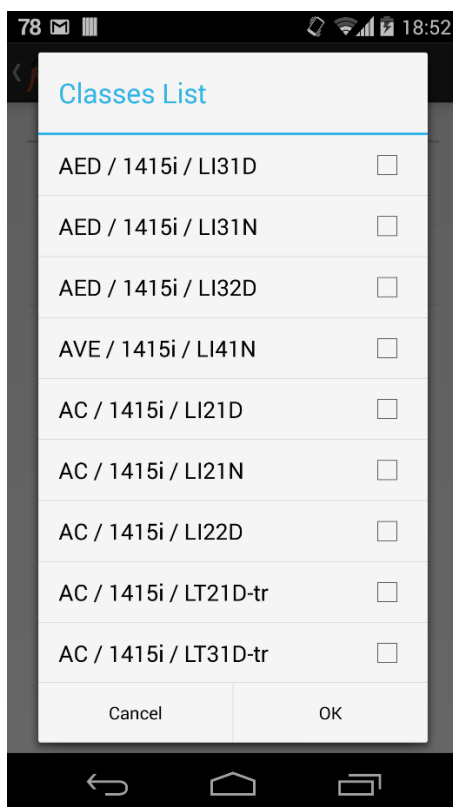 78 18:52
Classes List
AED / 1415i / LI31D
AED / 1415i / LI31N
AED / 1415i / LI32D
AVE / 1415i / LI41N
AC / 1415i / LI21D
AC / 1415i / LI21N
AC / 1415i / LI22D
AC / 1415i / LT21D-tr
AC / 1415i / LT31D-tr
Cancel OK